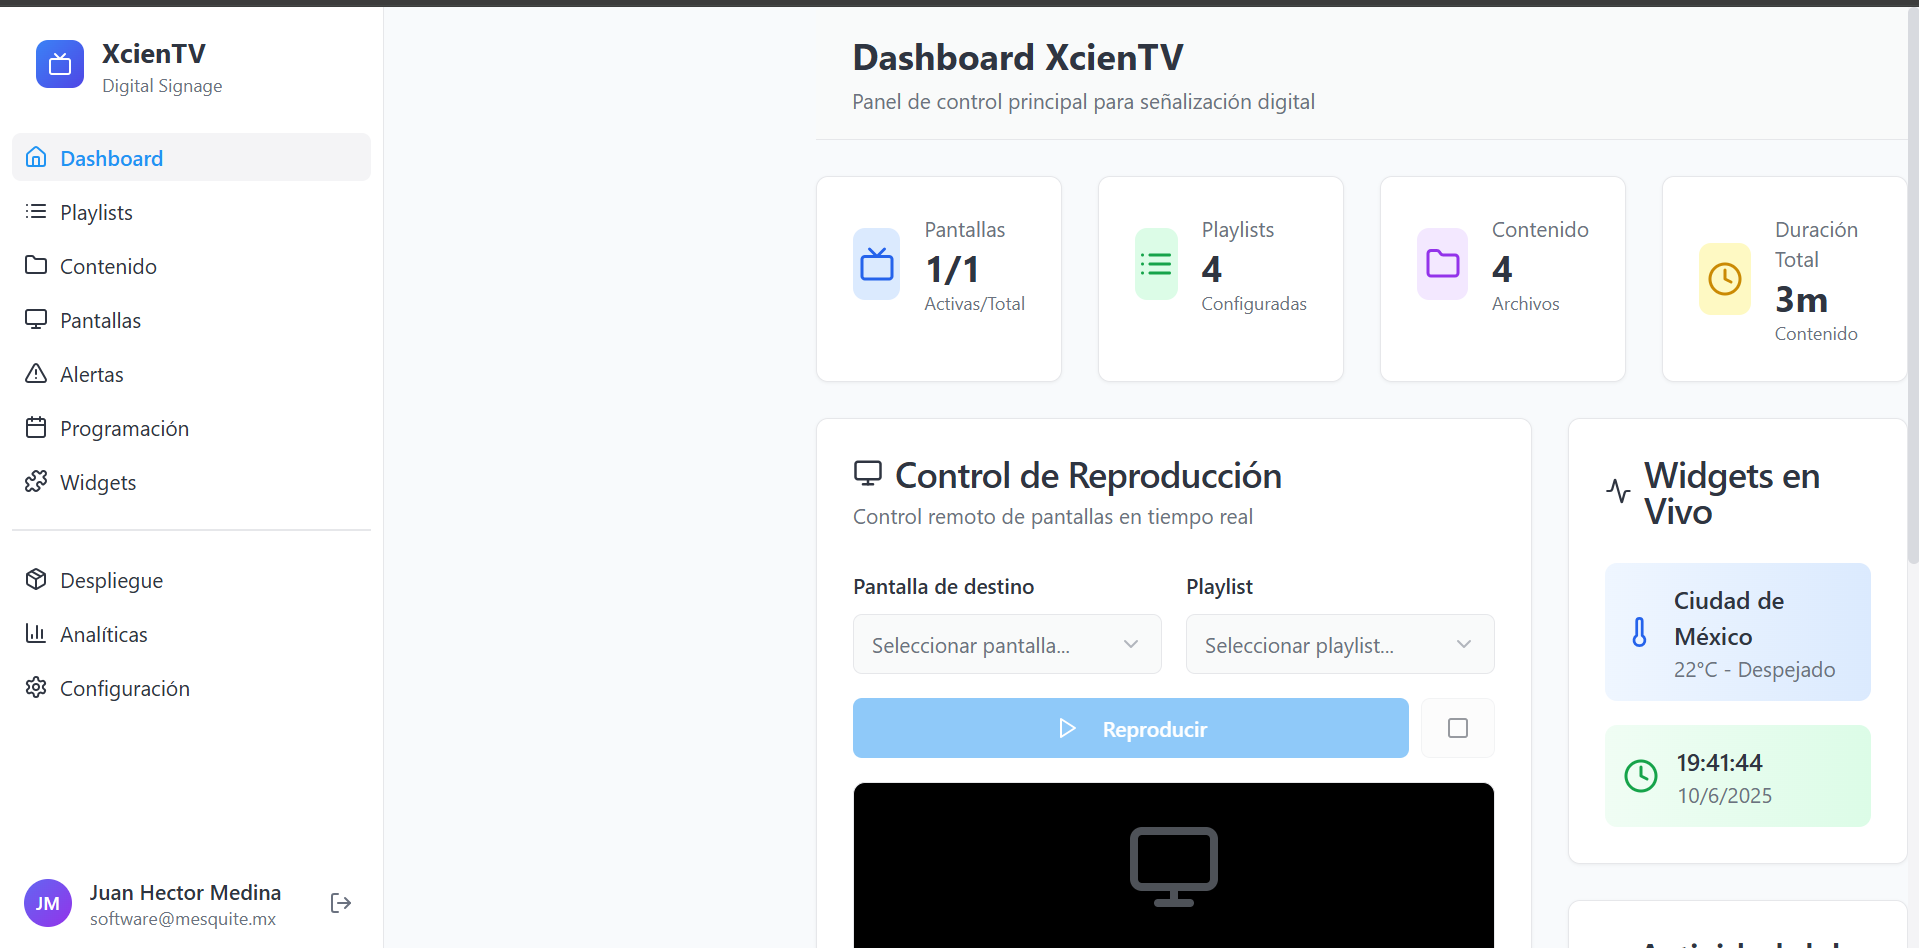 XcienTV
Digital Signage
Dashboard
Playlists
Contenido
Pantallas
Alertas
Programación
Widgets
Despliegue
Analíticas
Configuración
JM
Juan Hector Medina
software@mesquite.mx
Dashboard XcienTV
Panel de control principal para señalización digital
Pantallas
1/1
Activas/Total
Playlists
4
Configuradas
Contenido
4
Archivos
Duración
Total
3m
Contenido
Control de Reproducción
Control remoto de pantallas en tiempo real
Pantalla de destino
Seleccionar pantalla...
Playlist
Seleccionar playlist...
Reproducir
Widgets en
Vivo
Ciudad de
México
22°C - Despejado
19:41:44
10/6/2025